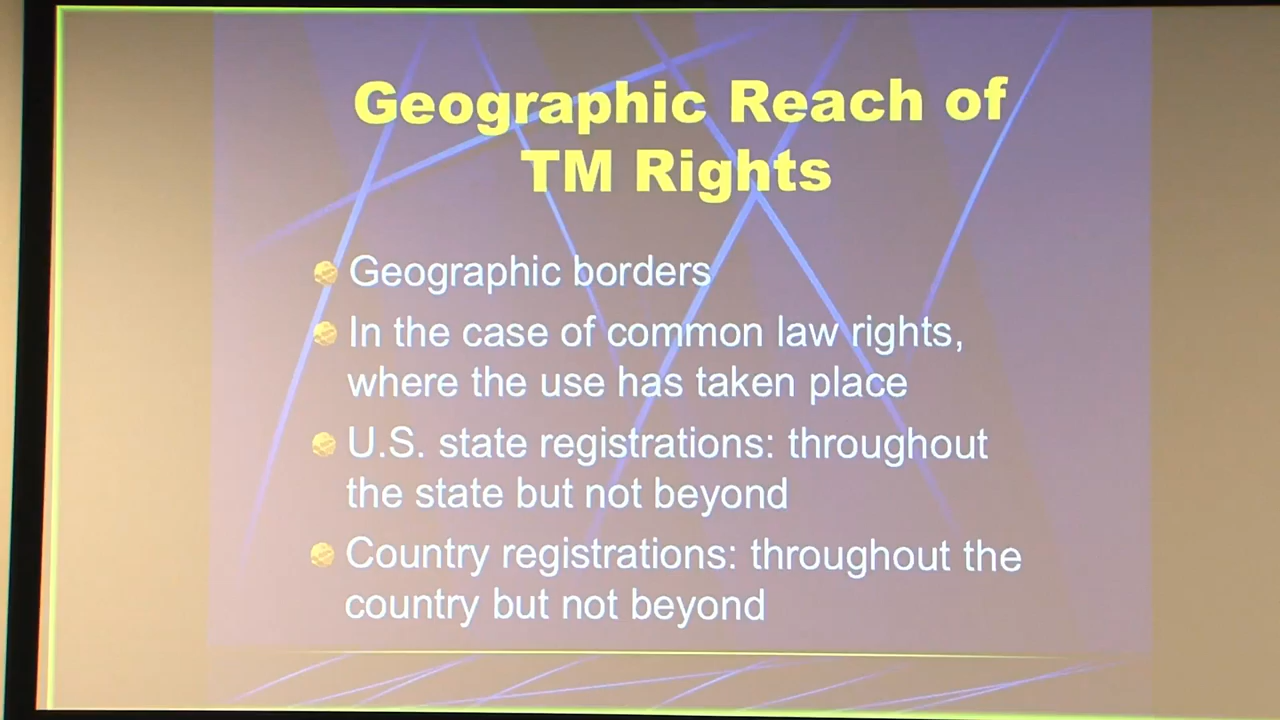 Geographic Reach of
TM Rights
Geographic borders
In the case of common law rights,
where the use has taken place
U.S. state registrations: throughout
the state but not beyond
Country registrations: throughout the
country but not beyond